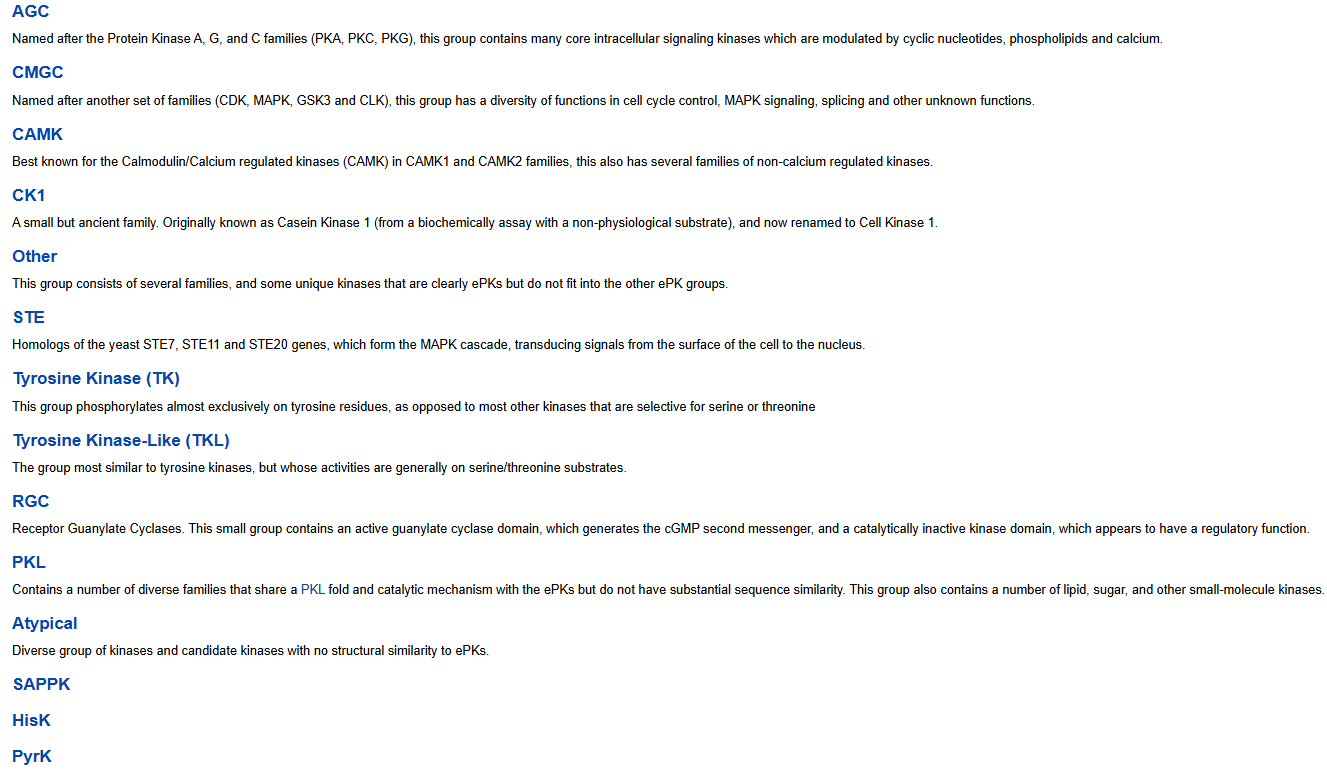 AGC
Named after the Protein Kinase A, G, and C families (PKA, PKC, PKG), this group contains many core intracellular signaling kinases which are modulated by cyclic nucleotides, phospholipids and calcium.
CMGC
Named after another set of families (CDK, MAPK, GSK3 and CLK), this group has a diversity of functions in cell cycle control, MAPK signaling, splicing and other unknown functions.
CAMK
Best known for the Calmodulin/Calcium regulated kinases (CAMK) in CAMK1 and CAMK2 families, this also has several families of non-calcium regulated kinases.
CK1
A small but ancient family. Originally known as Casein Kinase 1 (from a biochemically assay with a non-physiological substrate), and now renamed to Cell Kinase 1.
Other
This group consists of several families, and some unique kinases that are clearly ePKs but do not fit into the other ePK groups.
STE
Homologs of the yeast STE7, STE11 and STE20 genes, which form the MAPK cascade, transducing signals from the surface of the cell to the nucleus.
Tyrosine Kinase (TK)
This group phosphorylates almost exclusively on tyrosine residues, as opposed to most other kinases that are selective for serine or threonine
Tyrosine Kinase-Like (TKL)
The group most similar to tyrosine kinases, but whose activities are generally on serine/threonine substrates.
RGC
Receptor Guanylate Cyclases. This small group contains an active guanylate cyclase domain, which generates the cGMP second messenger, and a catalytically inactive kinase domain, which appears to have a regulatory function.
PKL
Contains a number of diverse families that share a PKL fold and catalytic mechanism with the ePKs but do not have substantial sequence similarity. This group also contains a number of lipid, sugar, and other small-molecule kinases.
Atypical
Diverse group of kinases and candidate kinases with no structural similarity to ePKs.
SAPPK
HisK
PyrK